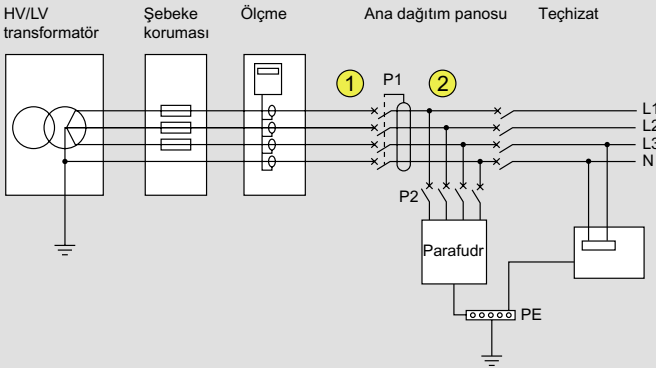 HV/LV
transformatör
Şebeke
koruması
Ölçme
Ana dağıtım panosu
Teçhizat
1
P1
2
L1
L2
L3
N
P2
Parafudr
PE